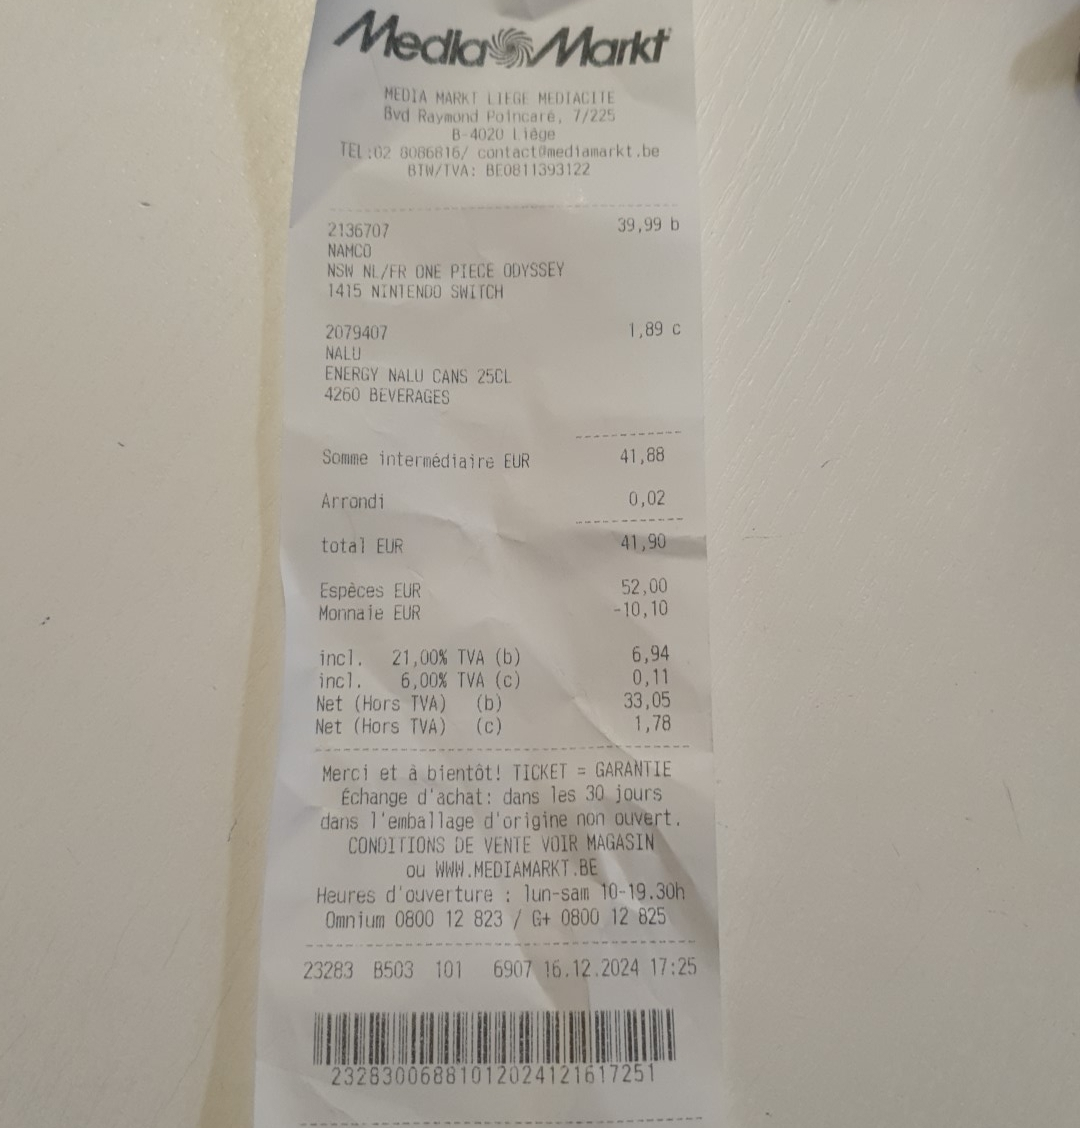 Media Markt
MEDIA MARKT LIEGE MEDIACITE
Bvd Raymond Poincaré, 7/225
B-4020 Liège
TEL:02 8086816/ contact@mediamarkt.be
BTW/TVA: BE0811393122
2136707 39,99 b
NAMCO
NSW NL/FR ONE PIECE ODYSSEY
1415 NINTENDO SWITCH
2079407 1,89 c
NALU
ENERGY NALU CANS 25CL
4260 BEVERAGES
Somme intermédiaire EUR 41,88
Arrondi 0,02
total EUR 41,90
Espèces EUR 52,00
Monnaie EUR -10,10
incl. 21,00% TVA (b) 6,94
incl. 6,00% TVA (c) 0,11
Net (Hors TVA) (b) 33,05
Net (Hors TVA) (c) 1,78
Merci et à bientôt! TICKET = GARANTIE
Échange d'achat: dans les 30 jours
dans l'emballage d'origine non ouvert.
CONDITIONS DE VENTE VOIR MAGASIN
ou WWW.MEDIAMARKT.BE
Heures d'ouverture : lun-sam 10-19.30h
Omnium 0800 12 823 / G+ 0800 12 825
23283 B503 101 6907 16.12.2024 17:25
23283006881012024121617251